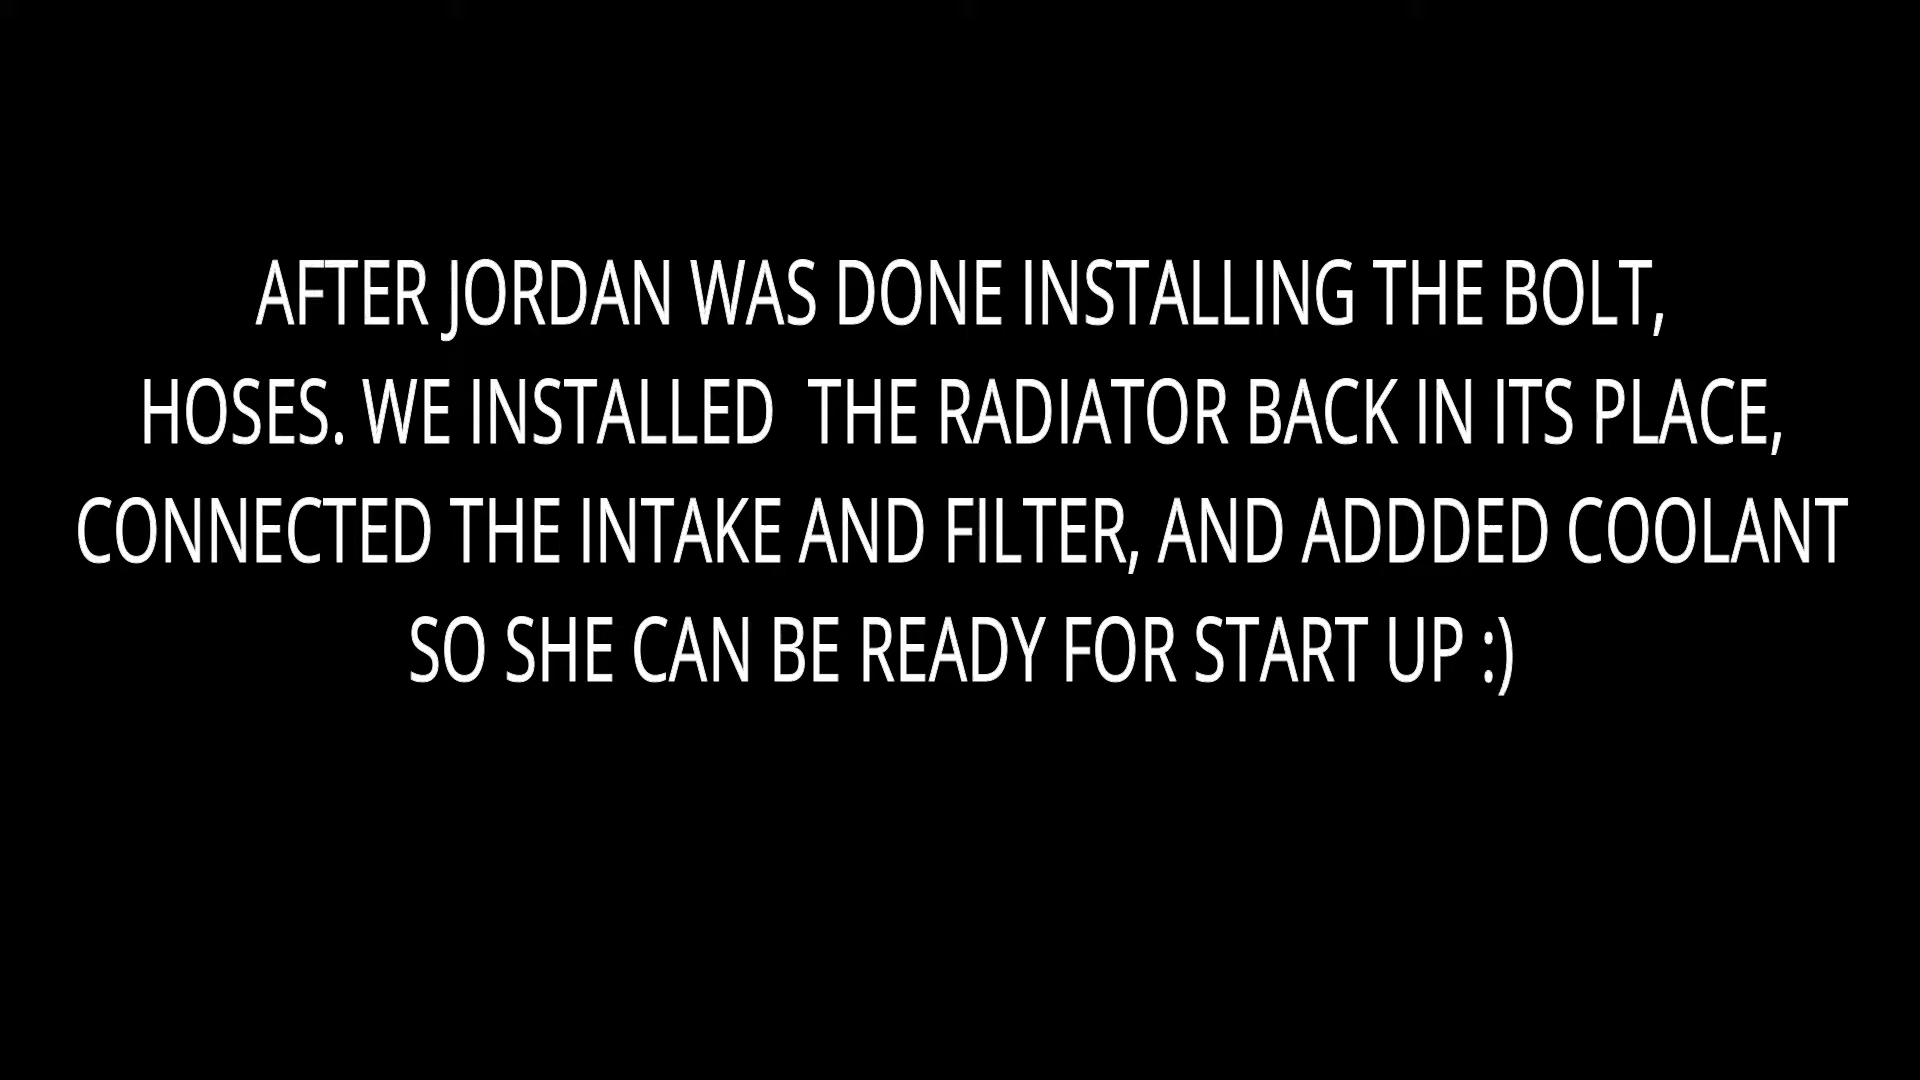 AFTER JORDAN WAS DONE INSTALLING THE BOLT,
HOSES. WE INSTALLED  THE RADIATOR BACK IN ITS PLACE,
CONNECTED THE INTAKE AND FILTER, AND ADDDED COOLANT
SO SHE CAN BE READY FOR START UP :)